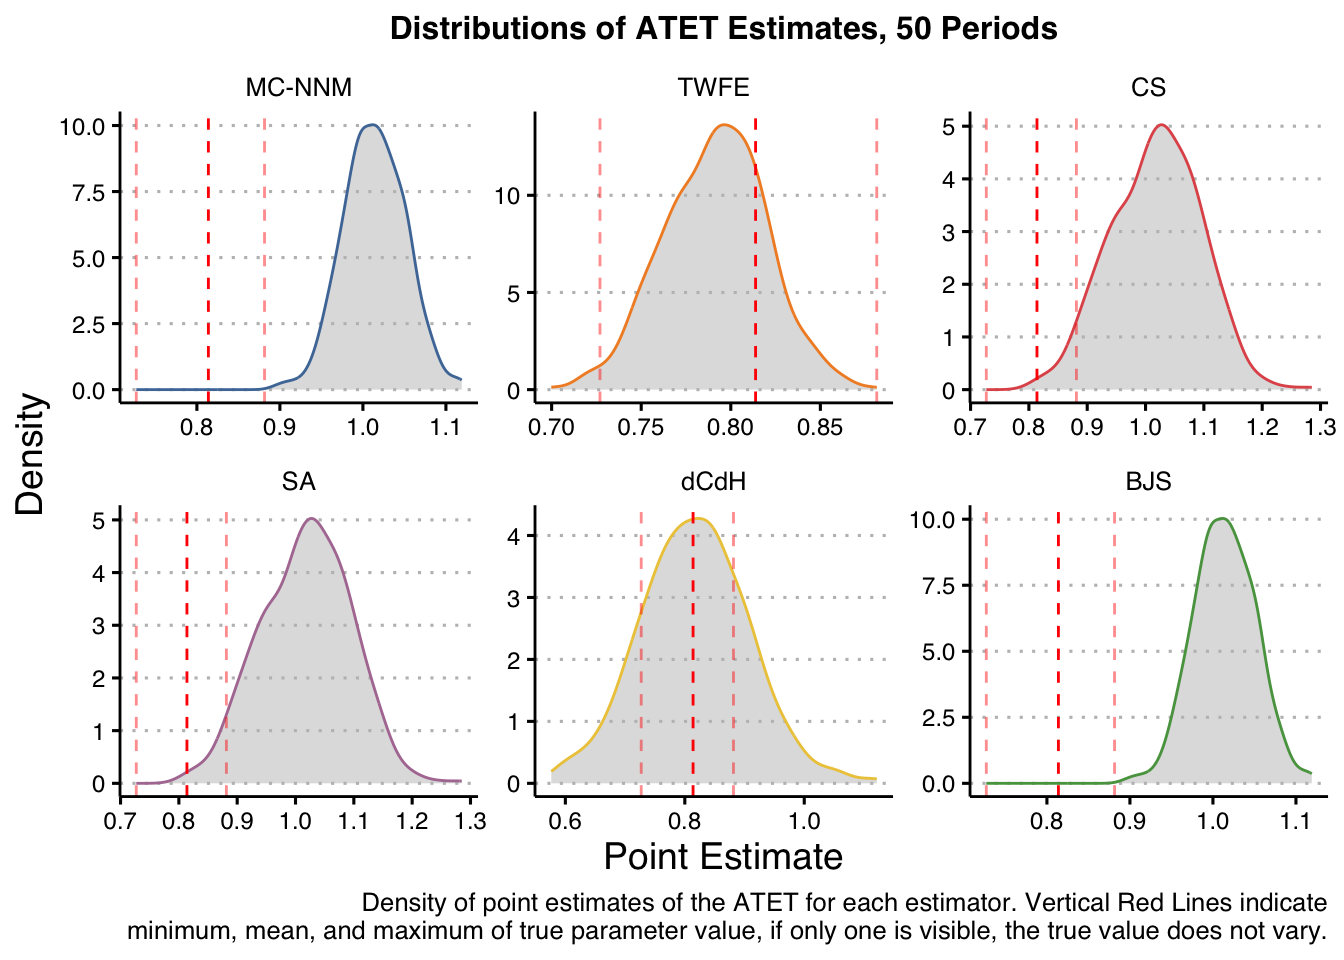 Distributions of ATET Estimates, 50 Periods
MC-NNM
TWFE
CS
10.0
7.5
5.0
2.5
0.0
0.8 0.9 1.0 1.1
10
5
0
0.70 0.75 0.80 0.85
5
4
3
2
1
0
0.7 0.8 0.9 1.0 1.1 1.2 1.3
Density
SA
dCdH
BJS
5
4
3
2
1
0
0.7 0.8 0.9 1.0 1.1 1.2 1.3
4
3
2
1
0
0.6 0.8 1.0
10.0
7.5
5.0
2.5
0.0
0.8 0.9 1.0 1.1
Point Estimate
Density of point estimates of the ATET for each estimator. Vertical Red Lines indicate
minimum, mean, and maximum of true parameter value, if only one is visible, the true value does not vary.